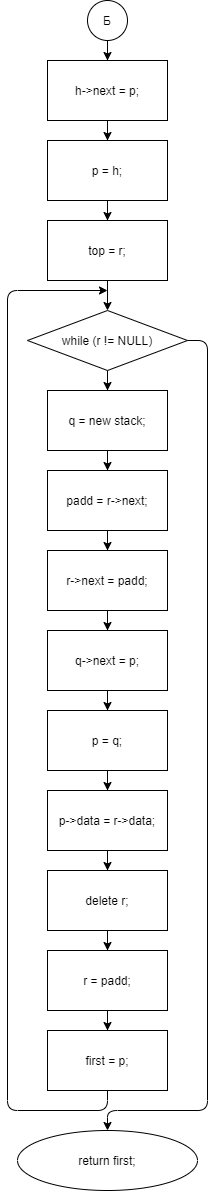 Б
h->next = p;
p = h;
top = r;
while (r != NULL)
q = new stack;
padd = r->next;
r->next = padd;
q->next = p;
p = q;
p->data = r->data;
delete r;
r = padd;
first = p;
return first;